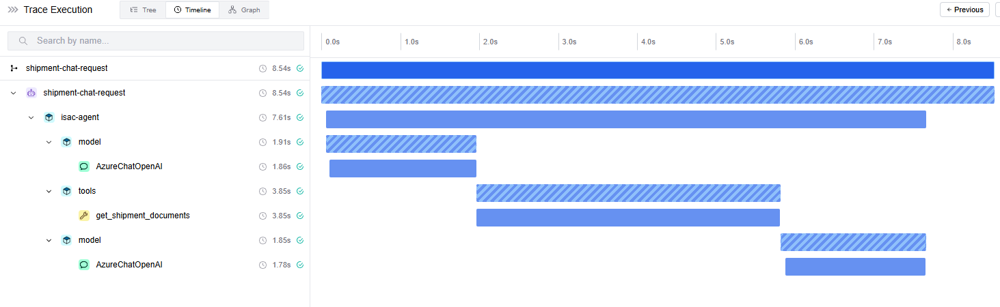 Trace Execution Tree Timeline Graph Previous
Search by name... 0.0s 1.0s 2.0s 3.0s 4.0s 5.0s 6.0s 7.0s 8.0s
shipment-chat-request 8.54s
shipment-chat-request 8.54s
isac-agent 7.61s
model 1.91s
AzureChatOpenAI 1.86s
tools 3.85s
get_shipment_documents 3.85s
model 1.85s
AzureChatOpenAI 1.78s